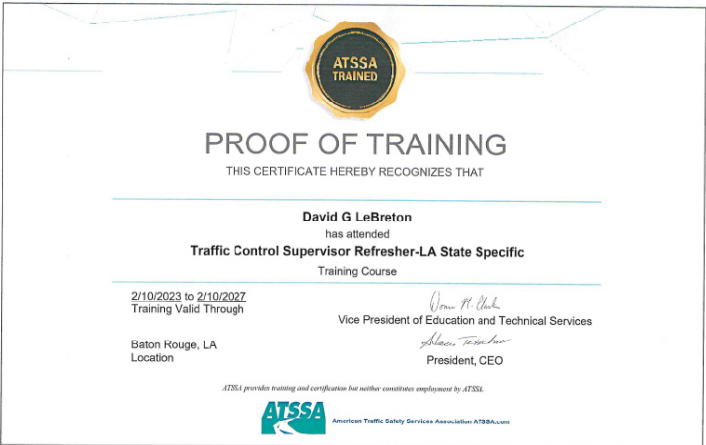 ATSSA
TRAINED
PROOF OF TRAINING
THIS CERTIFICATE HEREBY RECOGNIZES THAT
David G LeBreton
has attended
Traffic Control Supervisor Refresher-LA State Specific
Training Course
2/10/2023 to 2/10/2027
Training Valid Through
Vice President of Education and Technical Services
Baton Rouge, LA
Location
President, CEO
ATSSA provides training and certification but neither constitutes employment by ATSSA.
ATSSA
American Traffic Safety Services Association ATSSA.com